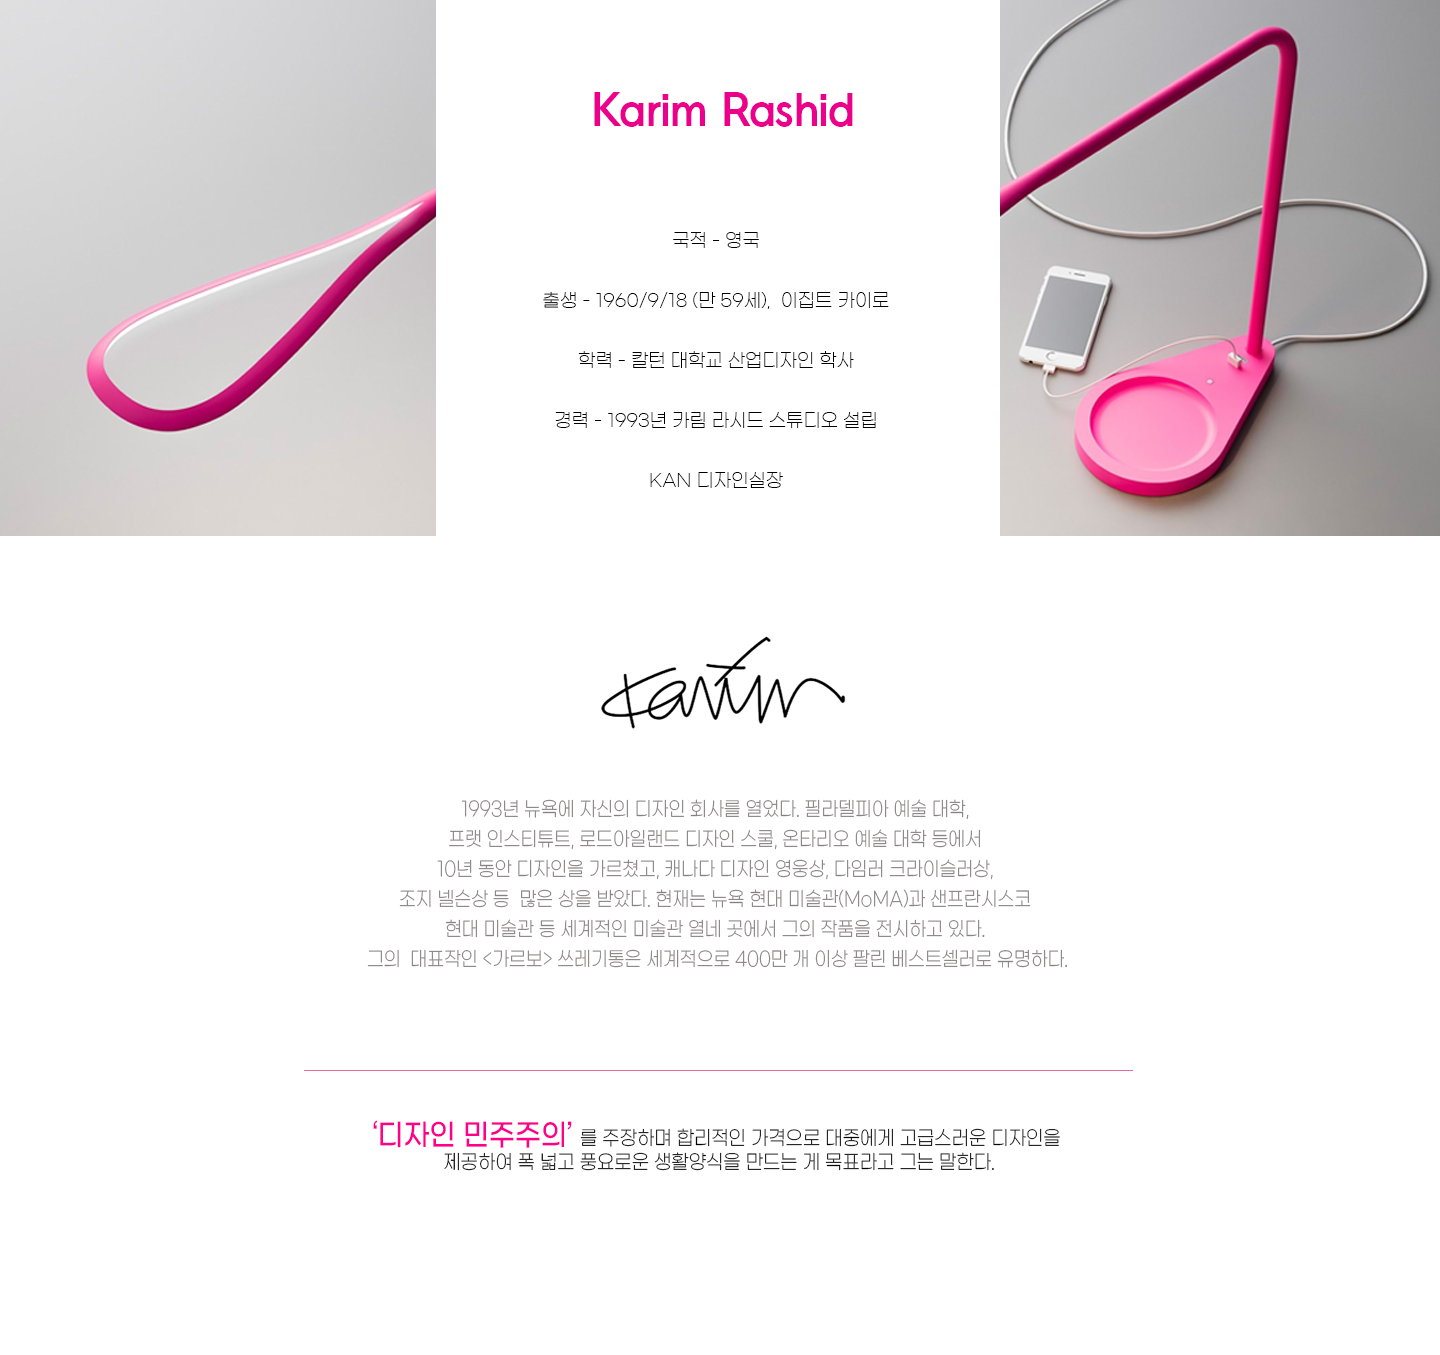 Karim Rashid
국적 - 영국
출생 - 1960/9/18 (만 59세), 이집트 카이로
학력 - 칼턴 대학교 산업디자인 학사
경력 - 1993년 카림 라시드 스튜디오 설립
KAN 디자인실장
Karim
1993년 뉴욕에 자신의 디자인 회사를 열었다. 필라델피아 예술 대학,
프랫 인스티튜트, 로드아일랜드 디자인 스쿨, 온타리오 예술 대학 등에서
10년 동안 디자인을 가르쳤고, 캐나다 디자인 영웅상, 다임러 크라이슬러상,
조지 넬슨상 등 많은 상을 받았다. 현재는 뉴욕 현대 미술관(MoMA)과 샌프란시스코
현대 미술관 등 세계적인 미술관 열네 곳에서 그의 작품을 전시하고 있다.
그의 대표작인 <가르보> 쓰레기통은 세계적으로 400만 개 이상 팔린 베스트셀러로 유명하다.
‘디자인 민주주의’ 를 주장하며 합리적인 가격으로 대중에게 고급스러운 디자인을
제공하여 폭 넓고 풍요로운 생활양식을 만드는 게 목표라고 그는 말한다.